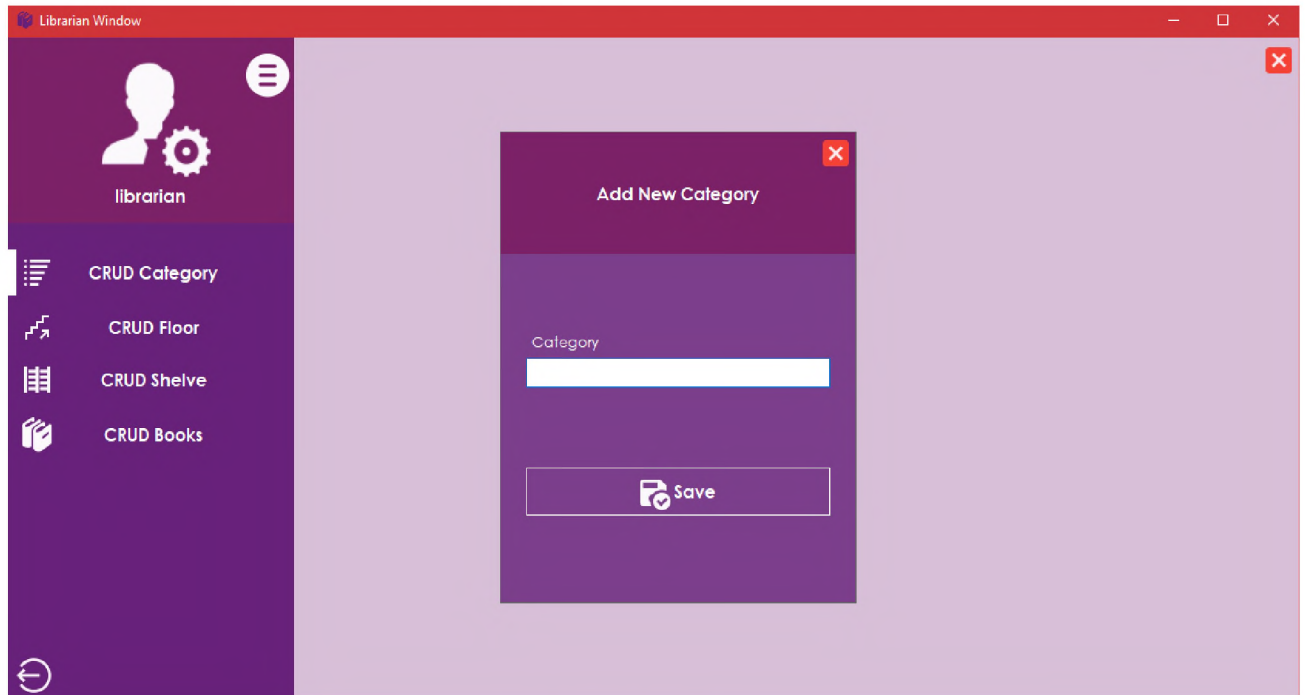 Librarian Window
librarian
CRUD Category
CRUD Floor
CRUD Shelve
CRUD Books
Add New Category
Category
Save